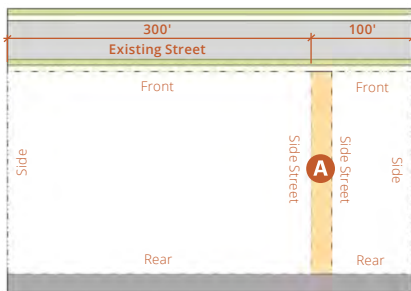 300' 100'
Existing Street
Front Front
Side
Side Street
A
Side Street
Side
Rear Rear